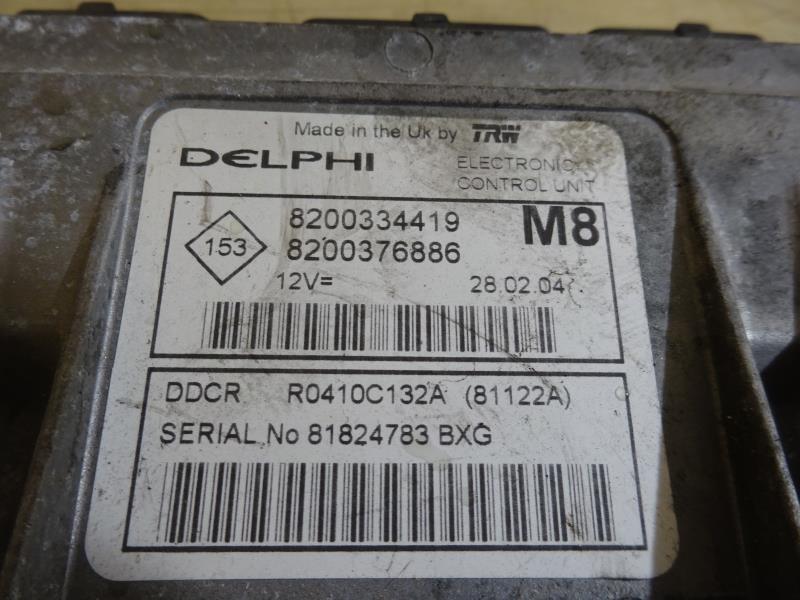 Made in the Uk by TRW
DELPHI
ELECTRONICS
CONTROL UNIT
8200334419 M8
153
8200376886
12V= 28.02.04
DDCR R0410C132A (81122A)
SERIAL No 81824783 BXG